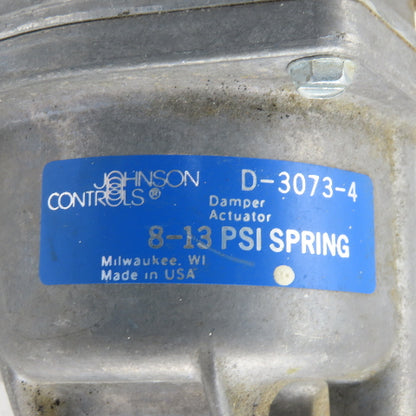 JOHNSON
CONTROLS®
D-3073-4
Damper
Actuator
8-13 PSI SPRING
Milwaukee, WI
Made in USA